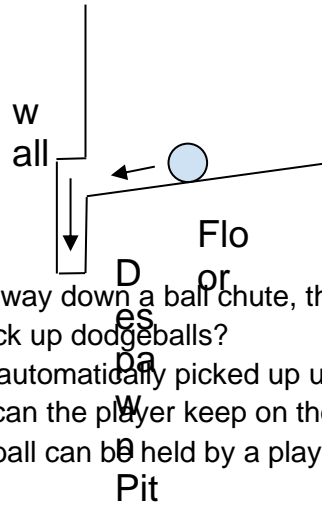 w
all
Flo
or
D
es
pa
w
n
Pit
way down a ball chute, th
ck up dodgeballs?
automatically picked up u
can the player keep on the
ball can be held by a play